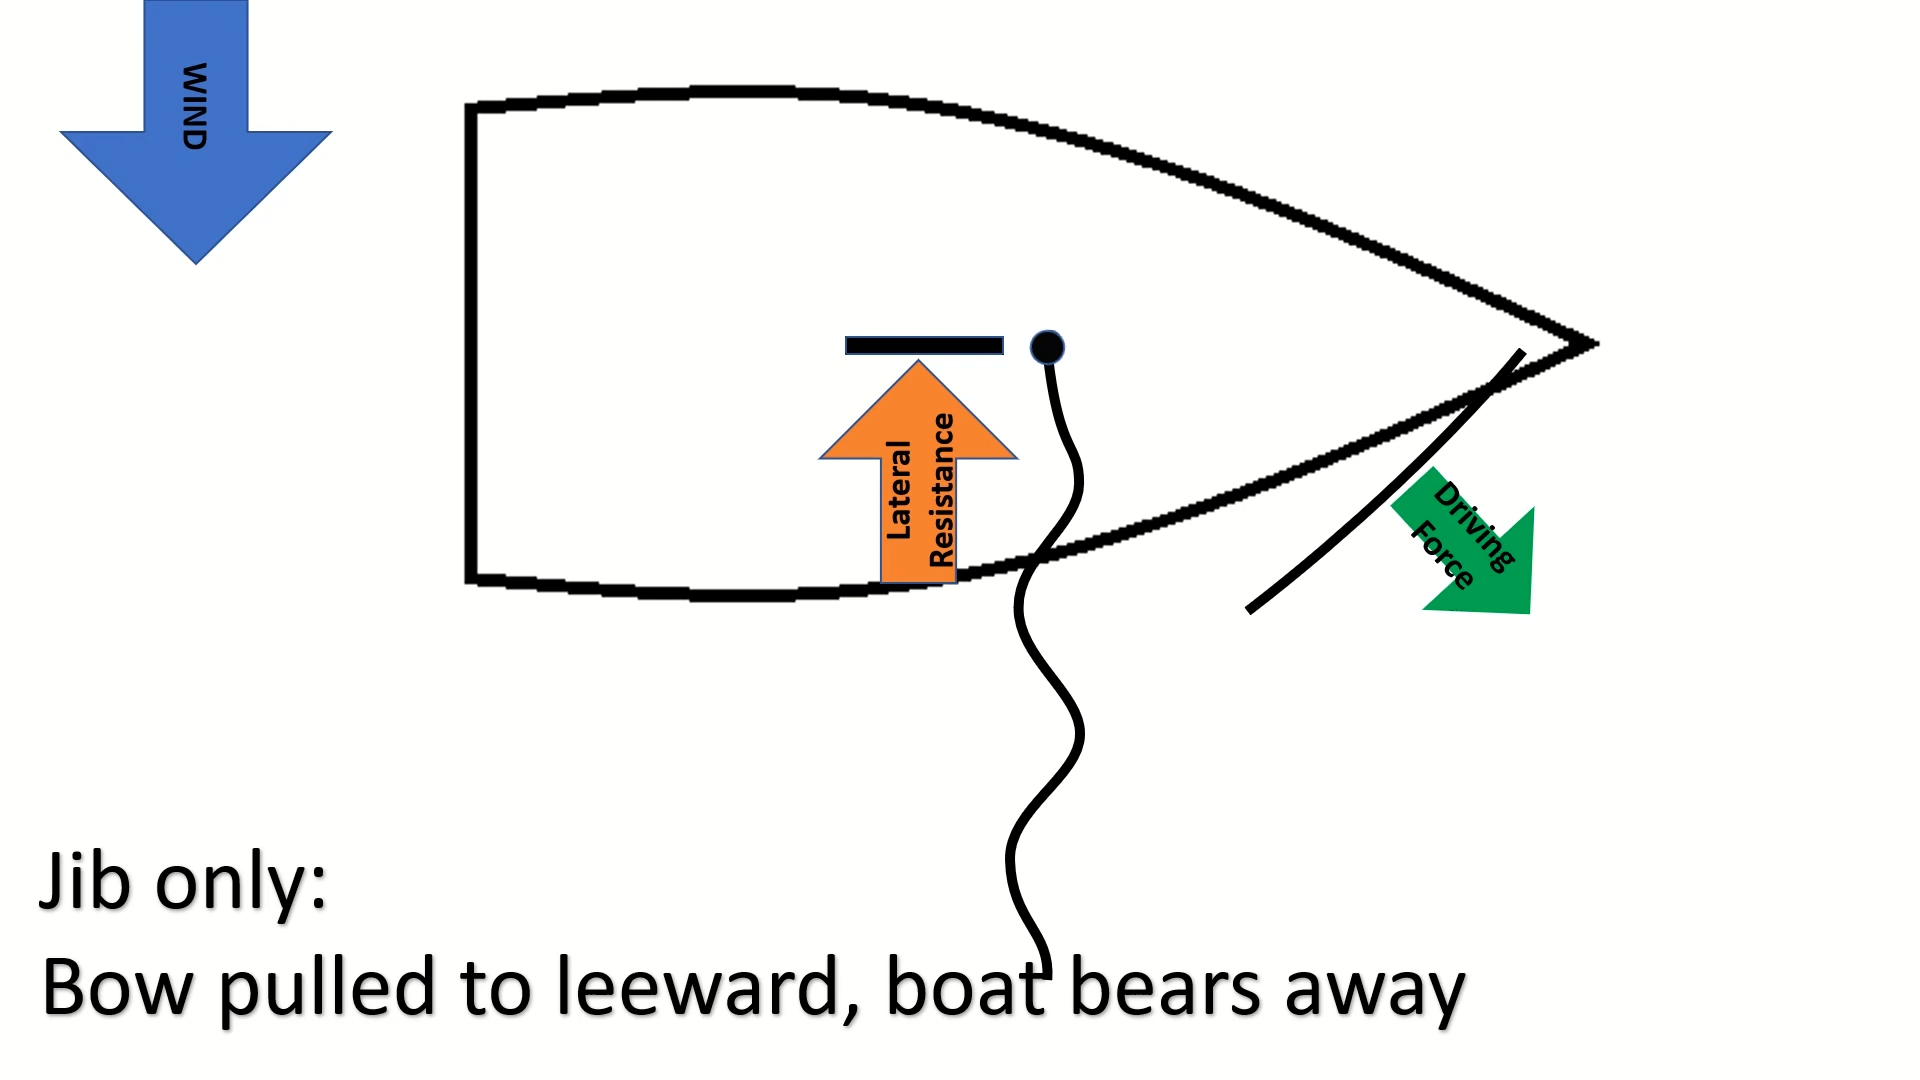 WIND
Lateral
Resistance
Driving
Force
Jib only:
Bow pulled to leeward, boat bears away